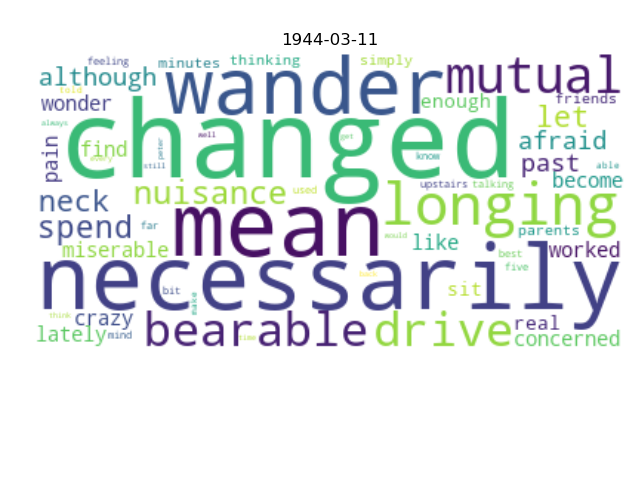 1944-03-11
feeling minutes thinking simply
although wander mutual
told
wonder enough friends
changed let
always well get
pain find peter know afraid
every still past able
neck nuisance used upstairs talking become
spend mean longing
far would like parents
miserable best worked
necessarily back five
bit make sit
think crazy bearable drive real
lately mind time concerned